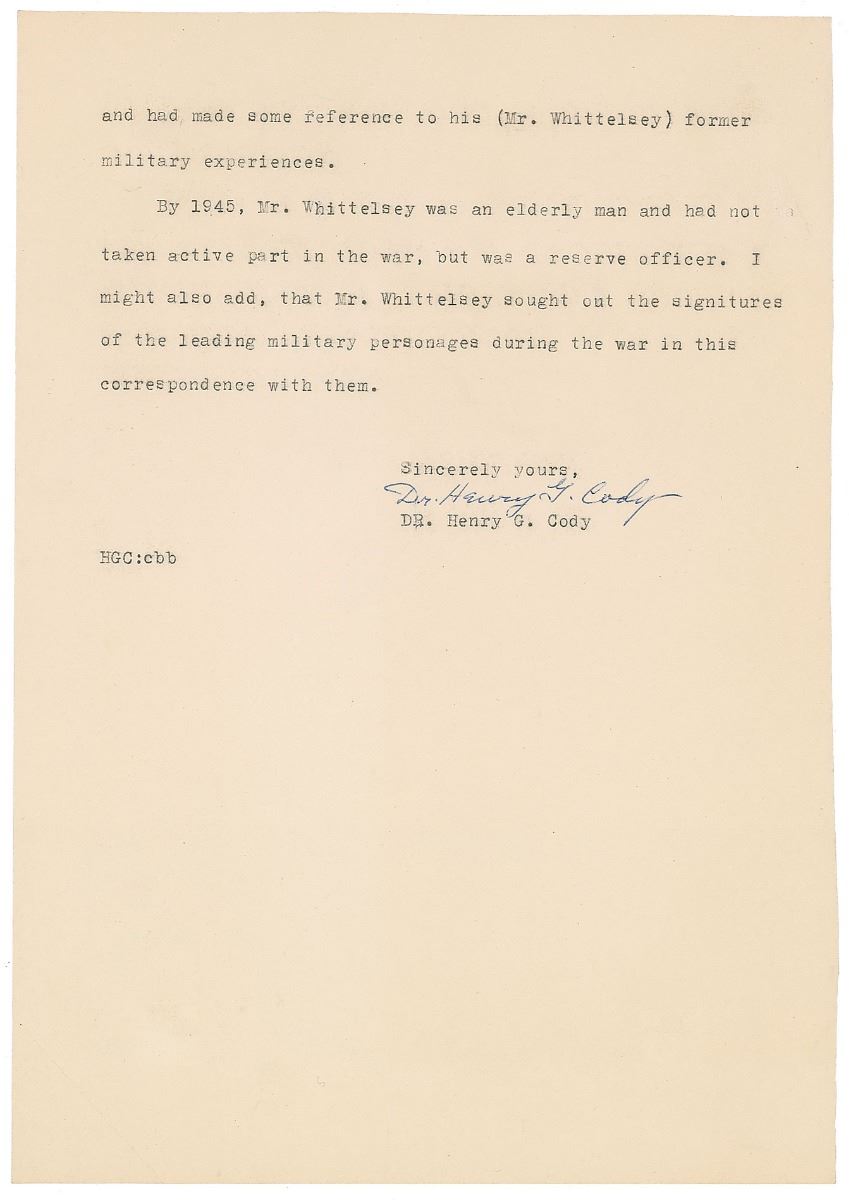 and had made some reference to his (Mr. Whittelsey) former
military experiences.
By 1945, Mr. Whittelsey was an elderly man and had not
taken active part in the war, but was a reserve officer. I
might also add, that Mr. Whittelsey sought out the signitures
of the leading military personages during the war in this
correspondence with them.
Sincerely yours,
Dr. Henry G. Cody
DR. Henry G. Cody
HGC:cbb